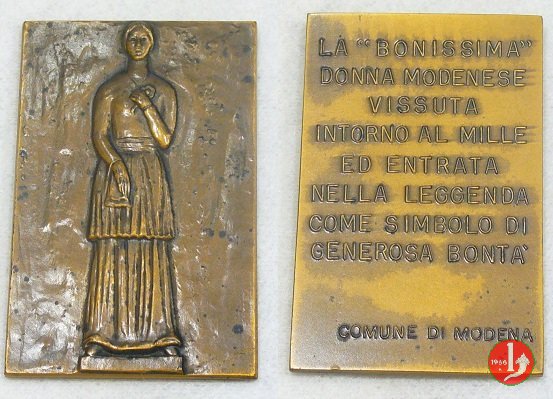 LA "BONISSIMA"
DONNA MODENESE
VISSUTA
INTORNO AL MILLE
ED ENTRATA
NELLA LEGGENDA
COME SIMBOLO DI
GENEROSA BONTA'
COMUNE DI MODENA
1966